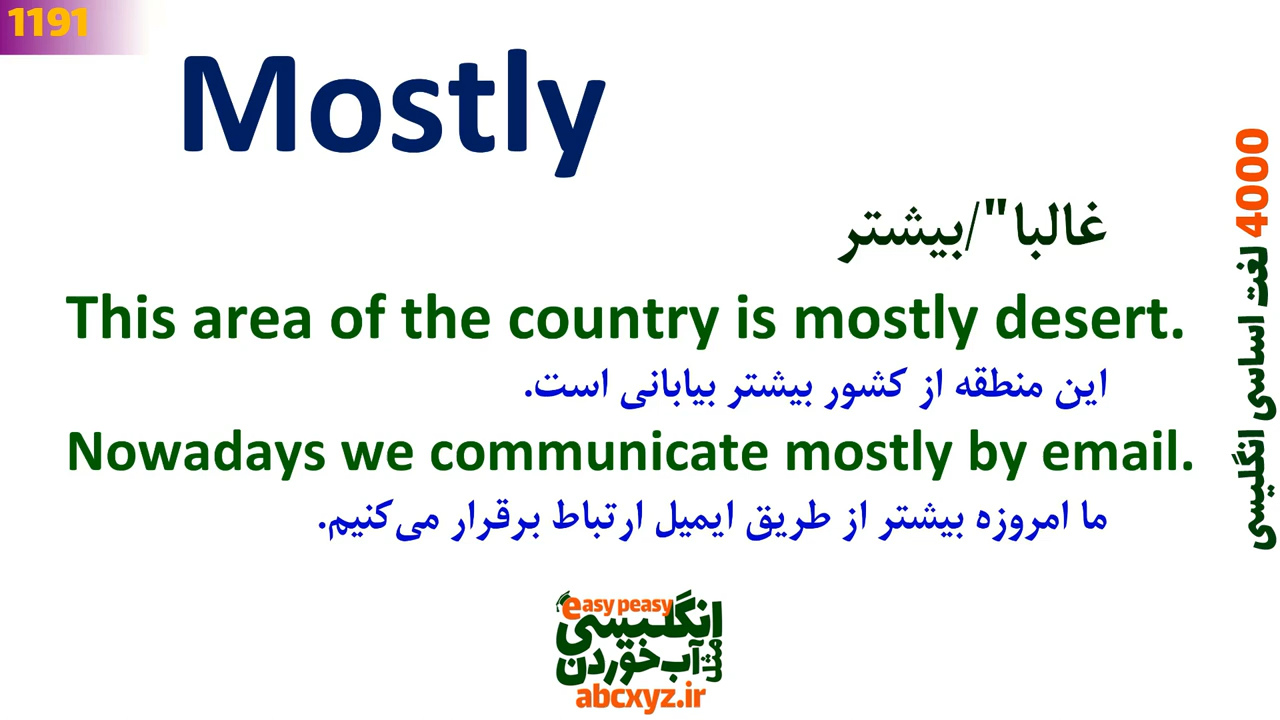 1191
Mostly
غالبا"/بیشتر
This area of the country is mostly desert.
این منطقه از کشور بیشتر بیابانی است.
Nowadays we communicate mostly by email.
ما امروزه بیشتر از طریق ایمیل ارتباط برقرار می‌کنیم.
4000 لغت اساسی انگلیسی
easy peasy
انگلیسی
مثل آب خوردن
abcxyz.ir